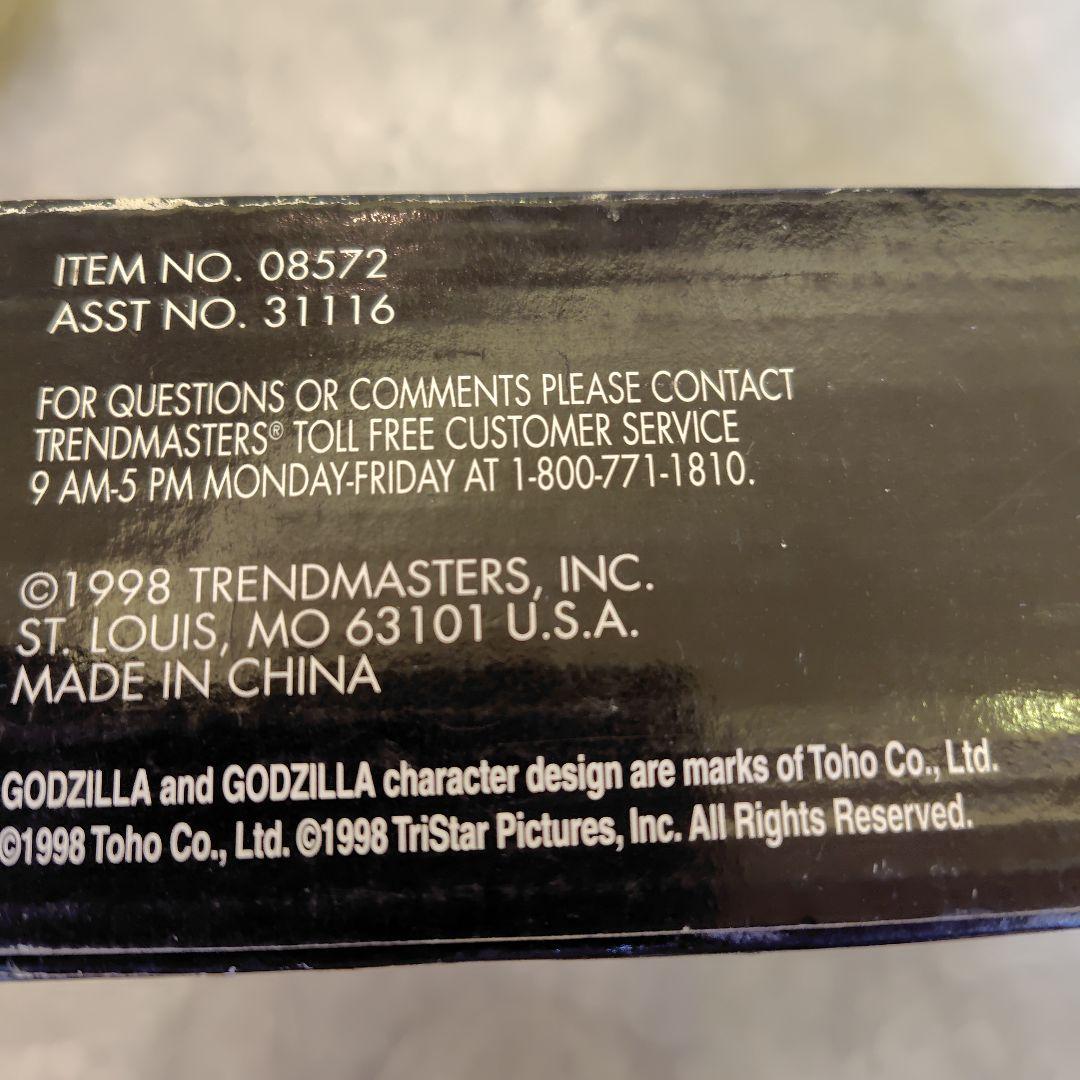 ITEM NO. 08572
ASST NO. 31116
FOR QUESTIONS OR COMMENTS PLEASE CONTACT
TRENDMASTERS® TOLL FREE CUSTOMER SERVICE
9 AM-5 PM MONDAY-FRIDAY AT 1-800-771-1810.
©1998 TRENDMASTERS, INC.
ST. LOUIS, MO 63101 U.S.A.
MADE IN CHINA
GODZILLA and GODZILLA character design are marks of Toho Co., Ltd.
©1998 Toho Co., Ltd. ©1998 TriStar Pictures, Inc. All Rights Reserved.